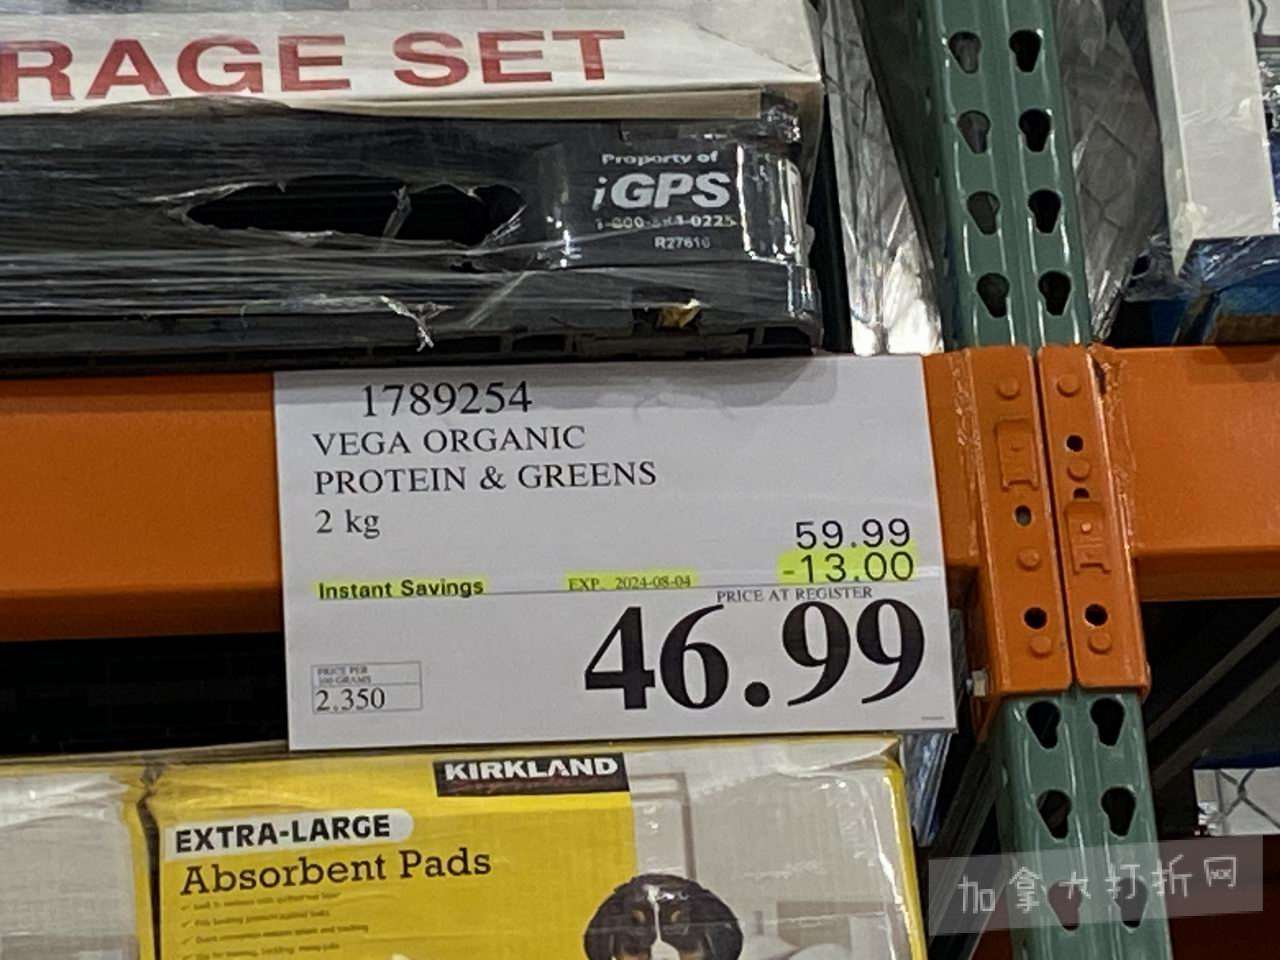 RAGE SET
Property of
iGPS
R27616
1789254
VEGA ORGANIC
PROTEIN & GREENS
2 kg
59.99
-13.00
Instant Savings EXP. 2024-08-04
PRICE AT REGISTER
46.99
PRICE PER
100 GRAMS
2.350
KIRKLAND
EXTRA-LARGE
Absorbent Pads
加拿大打折网